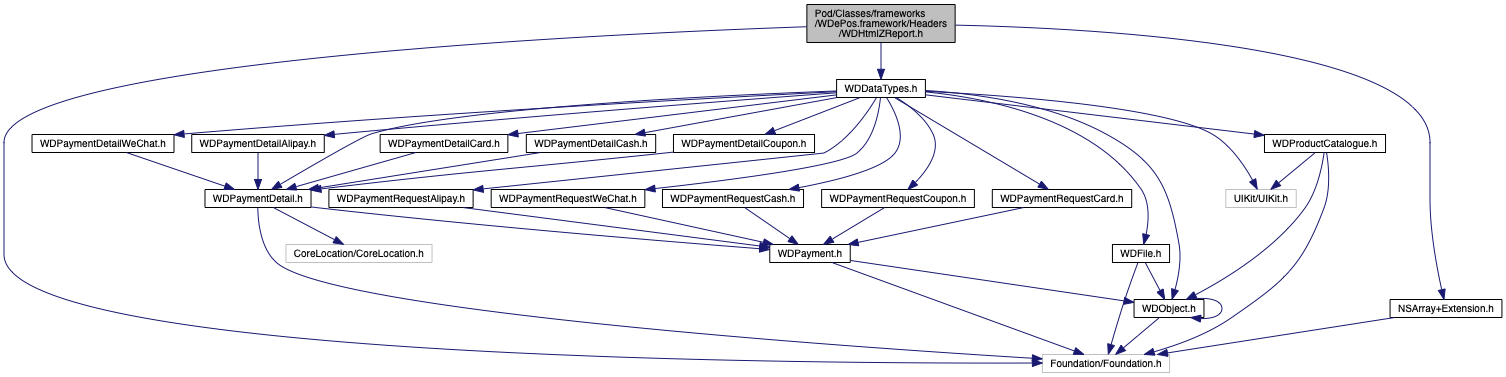 Pod/Classes/frameworks
/WDePos.framework/Headers
/WDHtmlZReport.h
WDDataTypes.h
WDPaymentDetailWeChat.h
WDPaymentDetailAlipay.h
WDPaymentDetailCard.h
WDPaymentDetailCash.h
WDPaymentDetailCoupon.h
WDProductCatalogue.h
WDPaymentDetail.h
WDPaymentRequestAlipay.h
WDPaymentRequestWeChat.h
WDPaymentRequestCash.h
WDPaymentRequestCoupon.h
WDPaymentRequestCard.h
UIKit/UIKit.h
CoreLocation/CoreLocation.h
WDPayment.h
WDFile.h
WDObject.h
NSArray+Extension.h
Foundation/Foundation.h